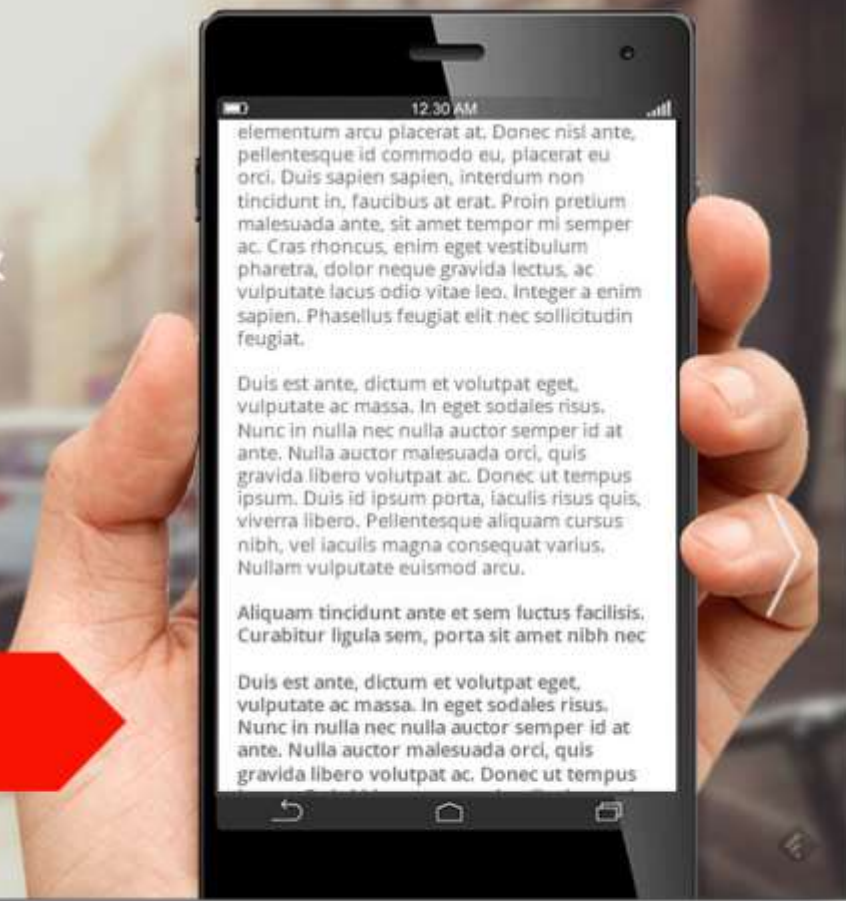 12.30 AM
elementum arcu placerat at. Donec nisl ante,
pellentesque id commodo eu, placerat eu
orci. Duis sapien sapien, interdum non
tincidunt in, faucibus at erat. Proin pretium
malesuada ante, sit amet tempor mi semper
ac. Cras rhoncus, enim eget vestibulum
pharetra, dolor neque gravida lectus, ac
vulputate lacus odio vitae leo. Integer a enim
sapien. Phasellus feugiat elit nec sollicitudin
feugiat.
Duis est ante, dictum et volutpat eget,
vulputate ac massa. In eget sodales risus.
Nunc in nulla nec nulla auctor semper id at
ante. Nulla auctor malesuada orci, quis
gravida libero volutpat ac. Donec ut tempus
ipsum. Duis id ipsum porta, iaculis risus quis,
viverra libero. Pellentesque aliquam cursus
nibh, vel iaculis magna consequat varius.
Nullam vulputate euismod arcu.
Aliquam tincidunt ante et sem luctus facilisis.
Curabitur ligula sem, porta sit amet nibh nec
Duis est ante, dictum et volutpat eget,
vulputate ac massa. In eget sodales risus.
Nunc in nulla nec nulla auctor semper id at
ante. Nulla auctor malesuada orci, quis
gravida libero volutpat ac. Donec ut tempus